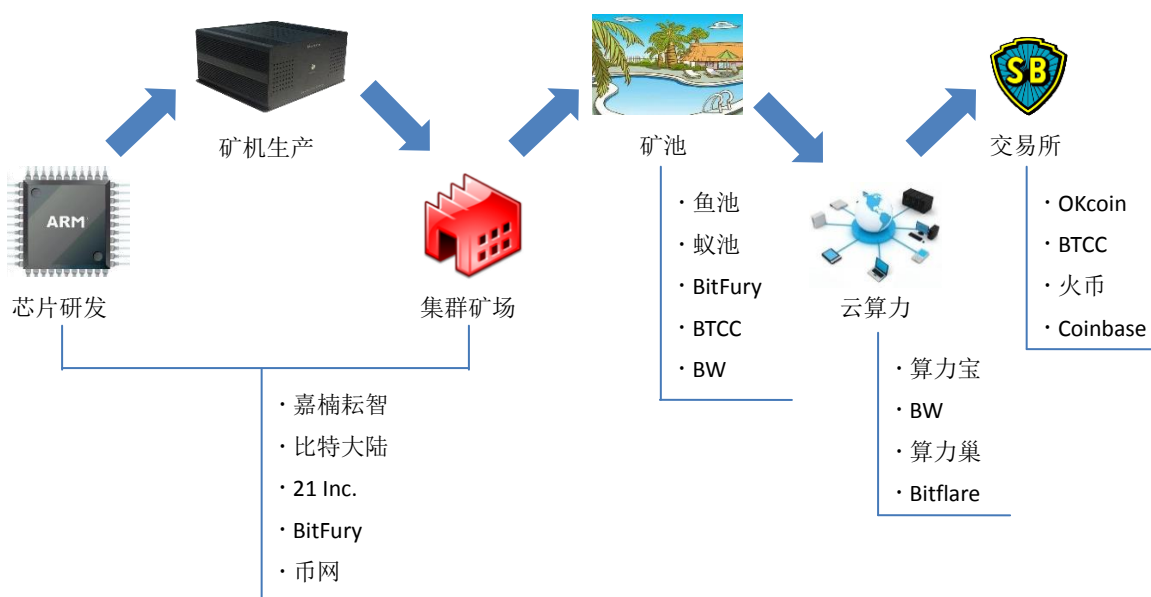 矿机生产
矿池
交易所
SB
ARM
芯片研发
集群矿场
云算力
·嘉楠耘智
·比特大陆
·21 Inc.
·BitFury
·币网
·鱼池
·蚁池
·BitFury
·BTCC
·BW
·算力宝
·BW
·算力巢
·Bitflare
·OKcoin
·BTCC
·火币
·Coinbase